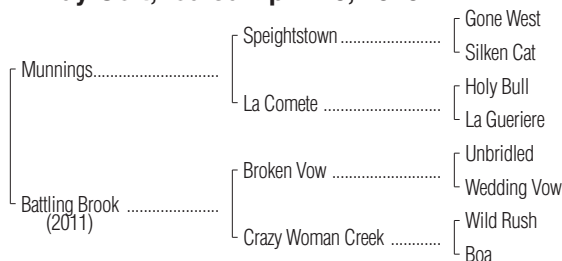 Gone West
Speightstown
Silken Cat
Munnings
Holy Bull
La Comete
La Gueriere
Unbridled
Broken Vow
Wedding Vow
Battling Brook
(2011)
Wild Rush
Crazy Woman Creek
Boa